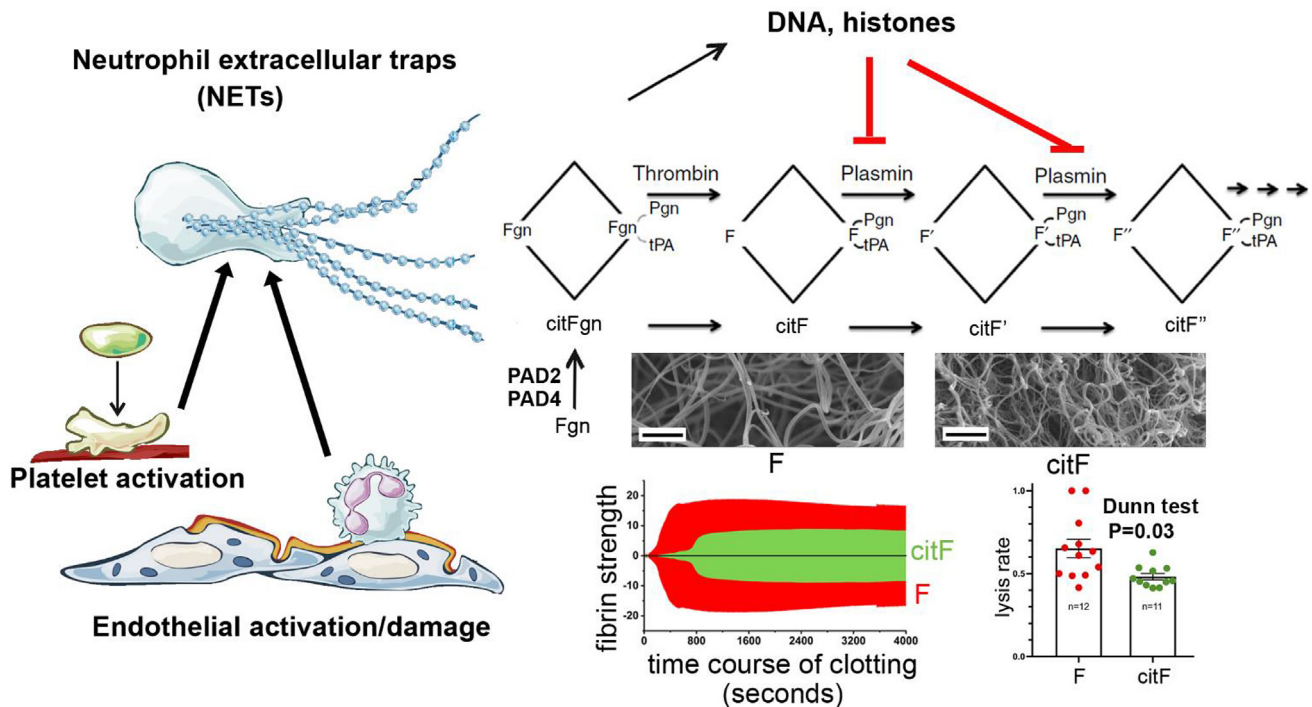 Neutrophil extracellular traps
(NETs)
DNA, histones
Thrombin
Plasmin
Plasmin
Fgn
Fgn
Pgn
tPA
F
F
Pgn
tPA
F′
F′
Pgn
tPA
F″
F″
Pgn
tPA
citFgn
citF
citF'
citF"
PAD2
PAD4
Fgn
Platelet activation
Endothelial activation/damage
F
citF
fibrin strength
20
10
0
-10
-20
citF
F
0
800
1600
2400
3200
4000
time course of clotting
(seconds)
lysis rate
1.0
0.5
0.0
Dunn test
P=0.03
n=12
n=11
F
citF